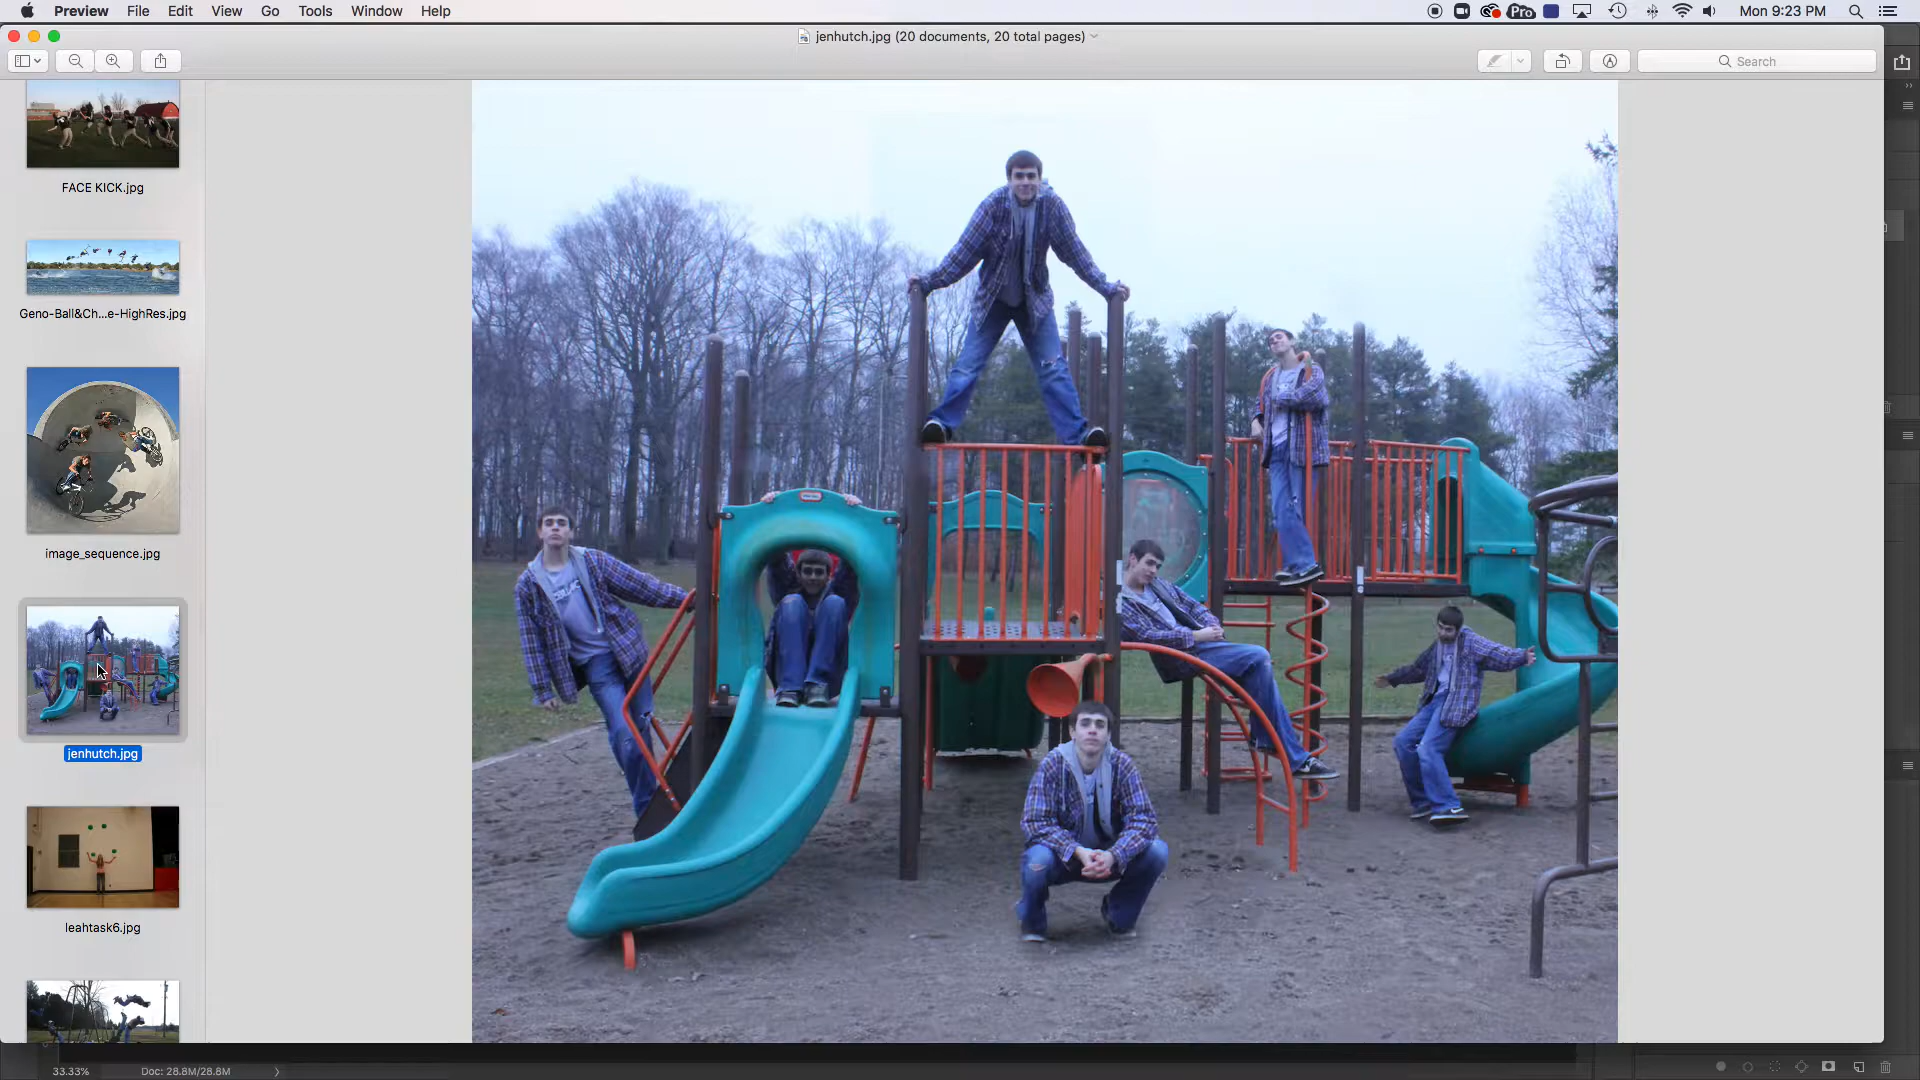 Preview File Edit View Go Tools Window Help
Pro Mon 9:23 PM
jenhutch.jpg (20 documents, 20 total pages)
Search
FACE KICK.jpg
Geno-Ball&Ch...e-HighRes.jpg
image_sequence.jpg
jenhutch.jpg
leahtask6.jpg
33.33% Doc: 28.8M/28.8M